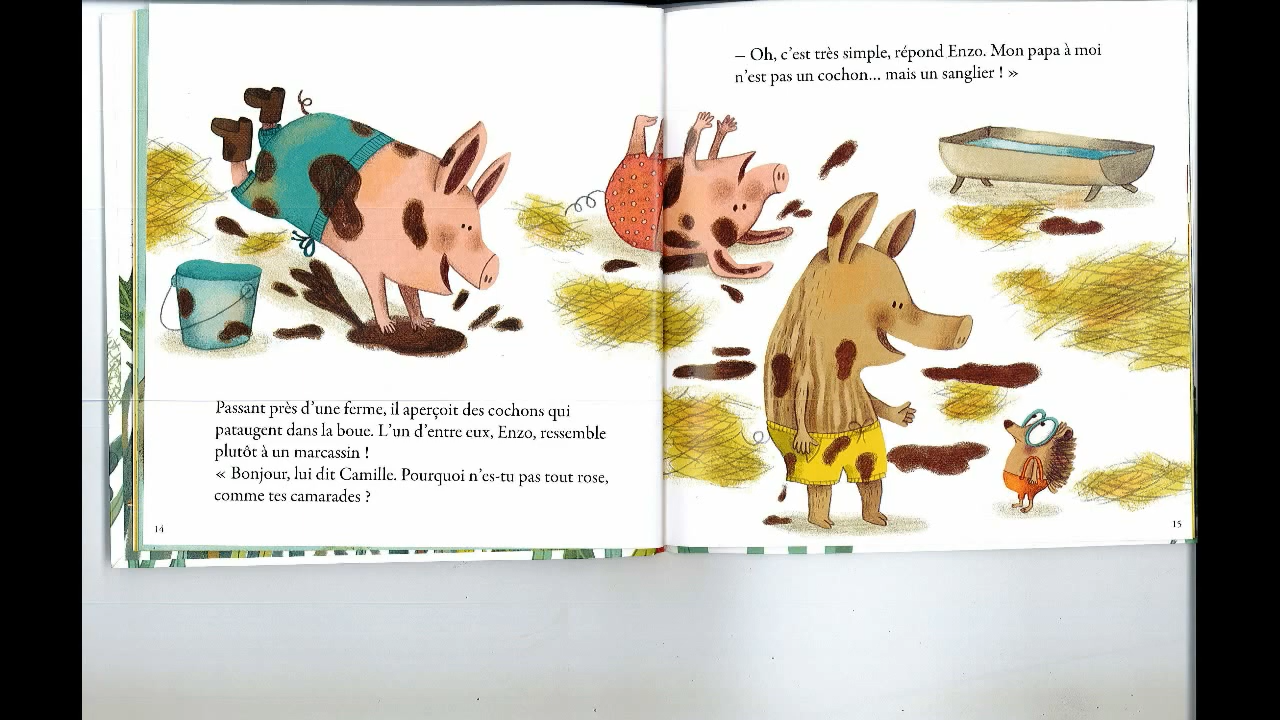 Passant près d'une ferme, il aperçoit des cochons qui
pataugent dans la boue. L'un d'entre eux, Enzo, ressemble
plutôt à un marcassin !
« Bonjour, lui dit Camille. Pourquoi n'es-tu pas tout rose,
comme tes camarades ?
14
– Oh, c'est très simple, répond Enzo. Mon papa à moi
n'est pas un cochon... mais un sanglier ! »
15